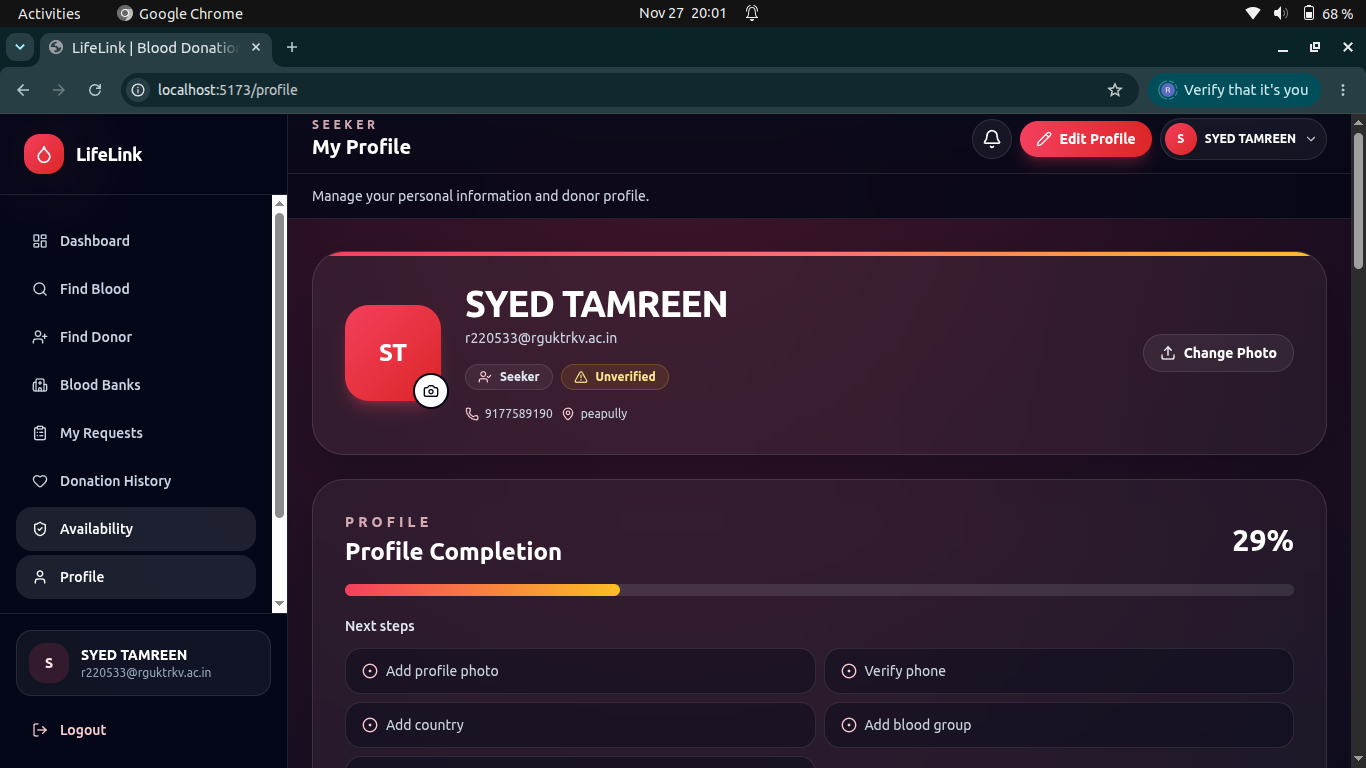 Activities
Google Chrome
Nov 27 20:01
68 %
LifeLink | Blood Donatio
localhost:5173/profile
R
Verify that it's you
LifeLink
Dashboard
Find Blood
Find Donor
Blood Banks
My Requests
Donation History
Availability
Profile
S
SYED TAMREEN
r220533@rguktrkv.ac.in
Logout
SEEKER
My Profile
Edit Profile
S
SYED TAMREEN
Manage your personal information and donor profile.
ST
SYED TAMREEN
r220533@rguktrkv.ac.in
Seeker
Unverified
9177589190
peapully
Change Photo
PROFILE
Profile Completion
29%
Next steps
Add profile photo
Verify phone
Add country
Add blood group